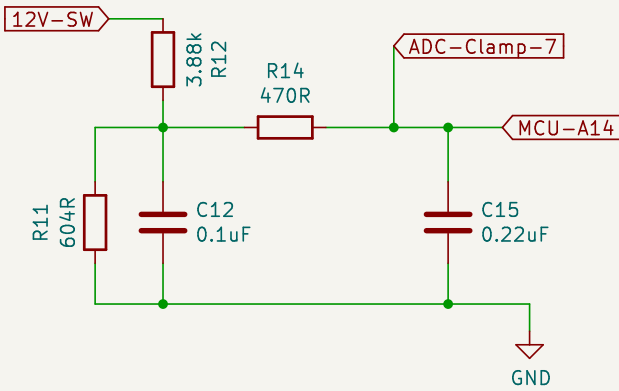 12V-SW
3.88k
R12
ADC-Clamp-7
R14
470R
MCU-A14
R11
604R
C12
0.1uF
C15
0.22uF
GND